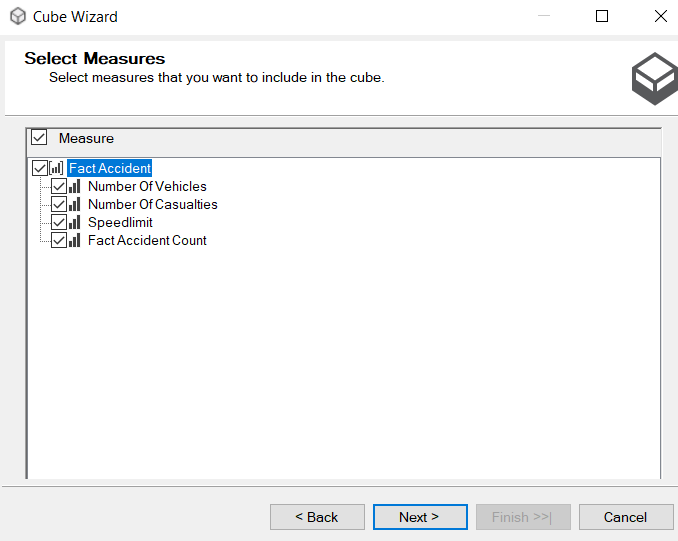 Cube Wizard
Select Measures
Select measures that you want to include in the cube.
Measure
Fact Accident
Number Of Vehicles
Number Of Casualties
Speedlimit
Fact Accident Count
< Back Next > Finish >>| Cancel